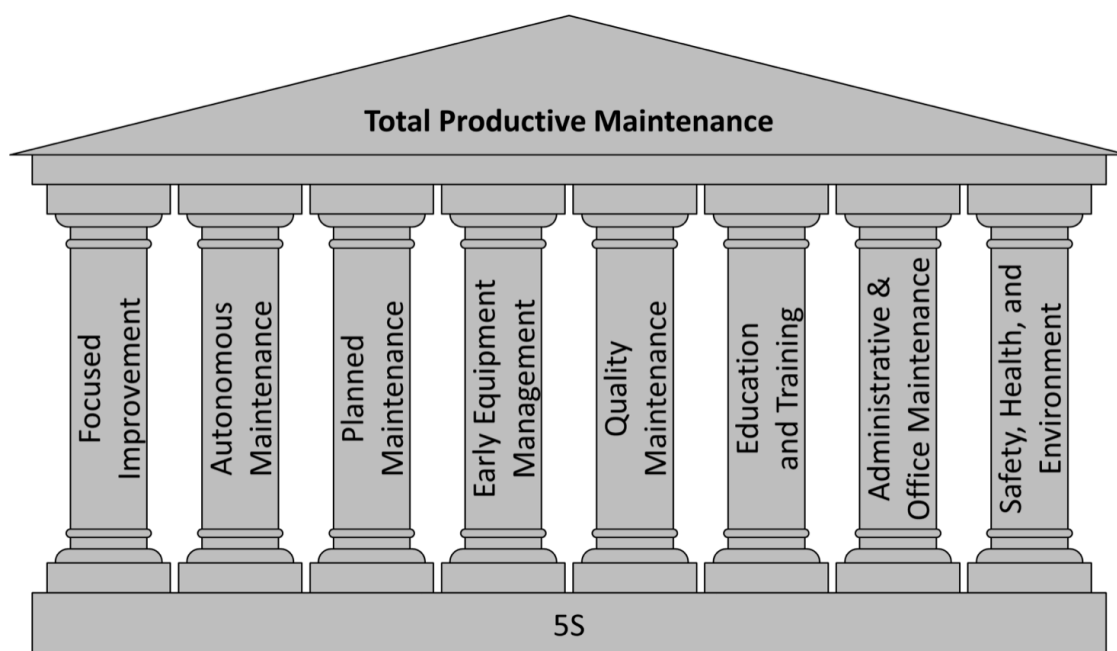 Total Productive Maintenance
Focused
Improvement
Autonomous
Maintenance
Planned
Maintenance
Early Equipment
Management
Quality
Maintenance
Education
and Training
Administrative &
Office Maintenance
Safety, Health, and
Environment
5S